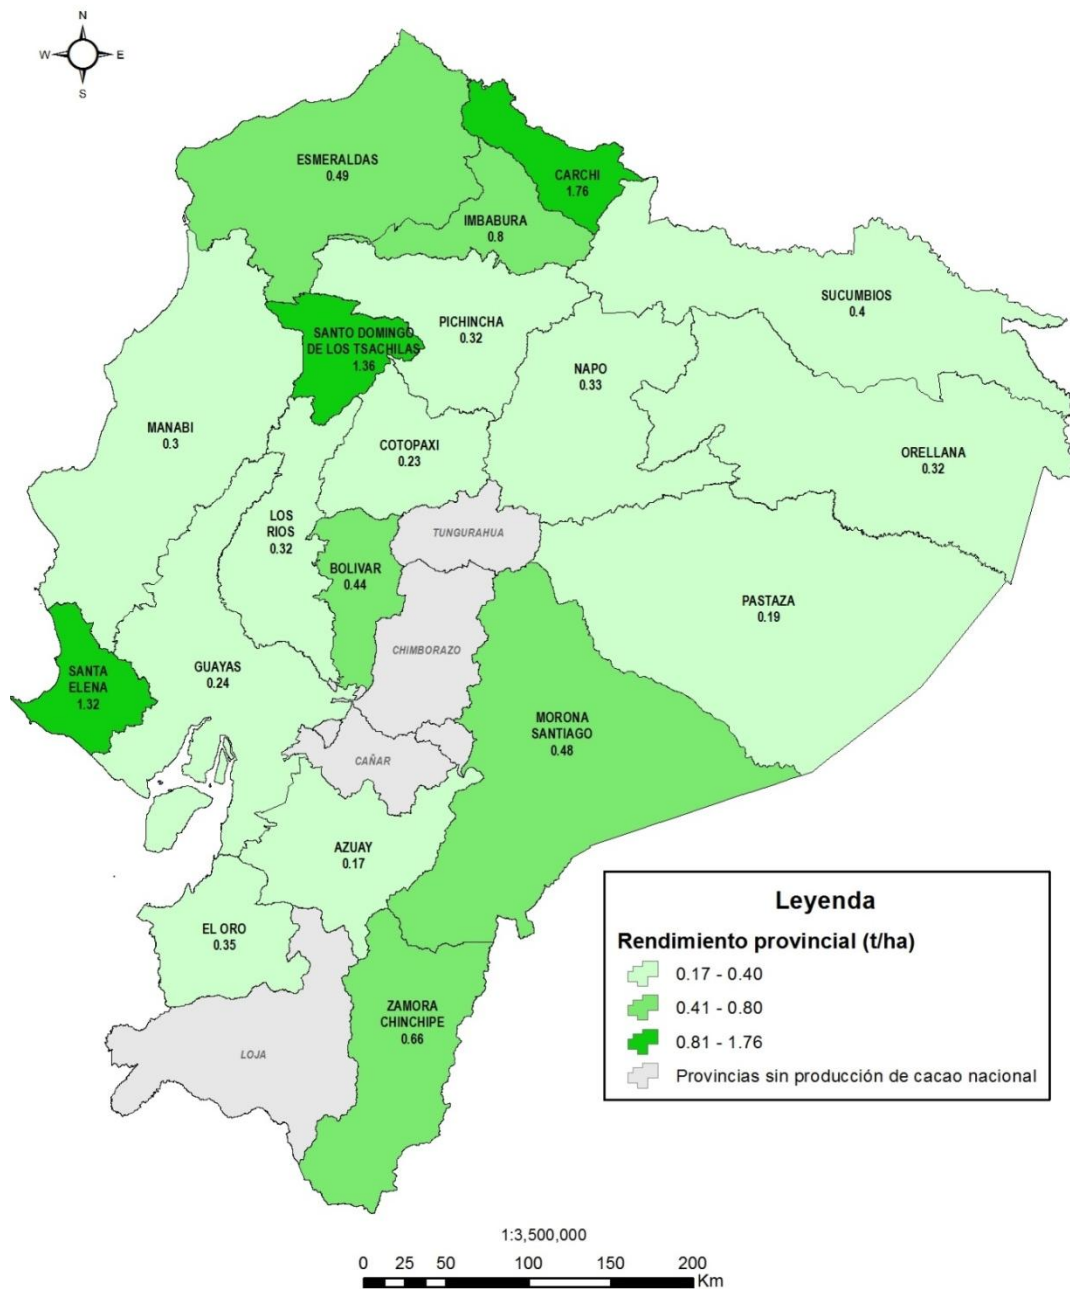 N
W E
S
ESMERALDAS
0.49
CARCHI
1.76
IMBABURA
0.8
SUCUMBIOS
0.4
SANTO DOMINGO
DE LOS TSACHILAS
1.36
PICHINCHA
0.32
NAPO
0.33
MANABI
0.3
COTOPAXI
0.23
ORELLANA
0.32
LOS
RIOS
0.32
TUNGURAHUA
BOLIVAR
0.44
PASTAZA
0.19
CHIMBORAZO
SANTA
ELENA
1.32
GUAYAS
0.24
MORONA
SANTIAGO
0.48
CAÑAR
AZUAY
0.17
EL ORO
0.35
ZAMORA
CHINCHIPE
0.66
LOJA
Leyenda
Rendimiento provincial (t/ha)
0.17 - 0.40
0.41 - 0.80
0.81 - 1.76
Provincias sin producción de cacao nacional
1:3,500,000
0 25 50 100 150 200
Km